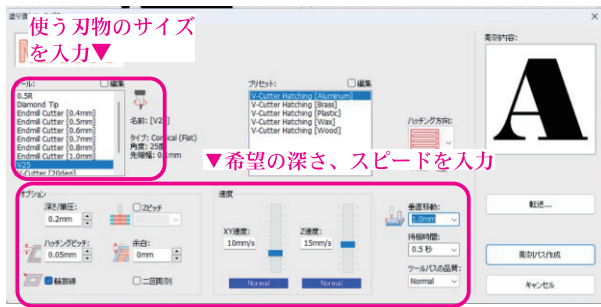 使う刃物のサイズ
を入力▼
彫刻内容:
A
ール:
編集
0.5R
Diamond Tip
Endmill Cutter [0.4mm]
Endmill Cutter [0.5mm]
Endmill Cutter [0.6mm]
Endmill Cutter [0.7mm]
Endmill Cutter [0.8mm]
Endmill Cutter [1.0mm]
V25
V-Cutter [20deg]
名前: [V25]
タイプ: Conical (Flat)
角度: 25度
先端幅: 0.1mm
プリセット:
編集
V-Cutter Hatching [Aluminum]
V-Cutter Hatching [Brass]
V-Cutter Hatching [Plastic]
V-Cutter Hatching [Wax]
V-Cutter Hatching [Wood]
ハッチング方向:
▼希望の深さ、スピードを入力
オプション
深さ/筆圧:
0.2mm
Zピッチ
ハッチングピッチ:
0.05mm
余白:
0mm
輪郭線
二回彫刻
速度
XY速度:
10mm/s
Normal
Z速度:
15mm/s
Normal
垂直移動:
1.0mm
待機時間:
0.5 秒
ツールパスの品質:
Normal
転送...
彫刻パス作成
キャンセル